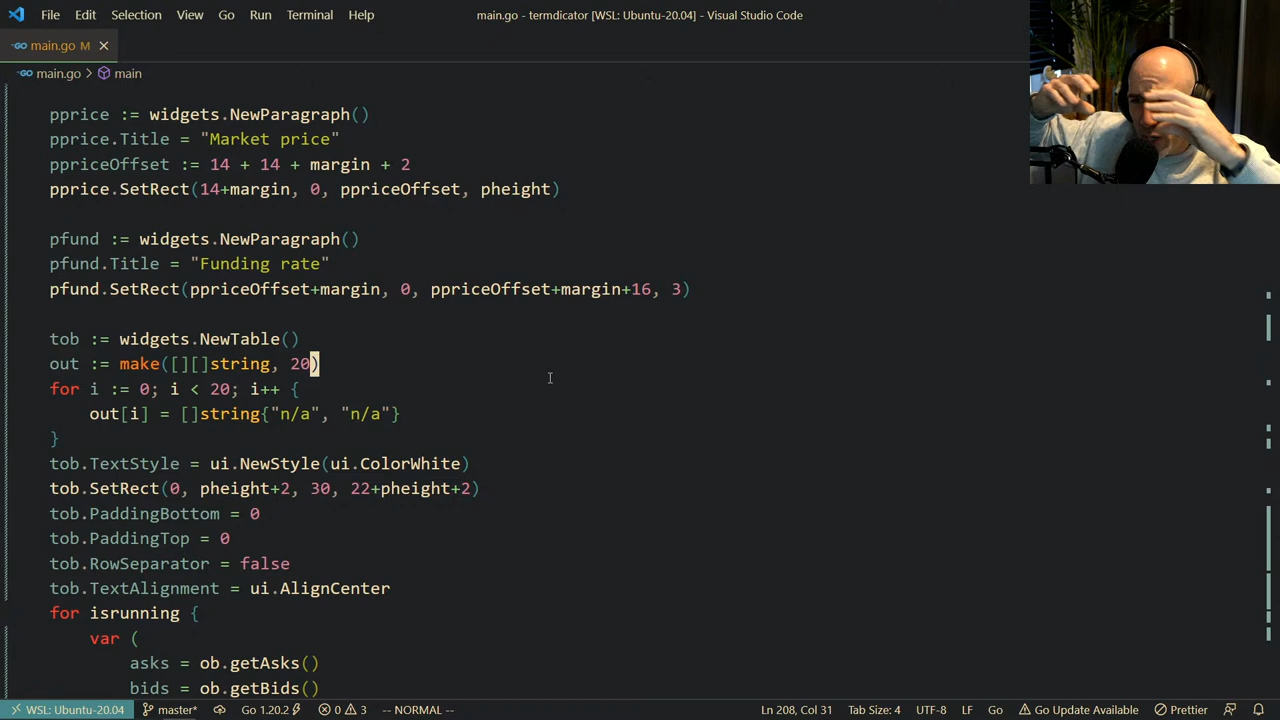 File Edit Selection View Go Run Terminal Help main.go - termdicator [WSL: Ubuntu-20.04] - Visual Studio Code
GO main.go M
GO main.go > main
pprice := widgets.NewParagraph()
pprice.Title = "Market price"
ppriceOffset := 14 + 14 + margin + 2
pprice.SetRect(14+margin, 0, ppriceOffset, pheight)
pfund := widgets.NewParagraph()
pfund.Title = "Funding rate"
pfund.SetRect(ppriceOffset+margin, 0, ppriceOffset+margin+16, 3)
tob := widgets.NewTable()
out := make([][]string, 20)
for i := 0; i < 20; i++ {
out[i] = []string{"n/a", "n/a"}
}
tob.TextStyle = ui.NewStyle(ui.ColorWhite)
tob.SetRect(0, pheight+2, 30, 22+pheight+2)
tob.PaddingBottom = 0
tob.PaddingTop = 0
tob.RowSeparator = false
tob.TextAlignment = ui.AlignCenter
for isrunning {
var (
asks = ob.getAsks()
bids = ob.getBids()
WSL: Ubuntu-20.04 master* Go 1.20.2 0 3 -- NORMAL -- Ln 208, Col 31 Tab Size: 4 UTF-8 LF Go Go Update Available Prettier